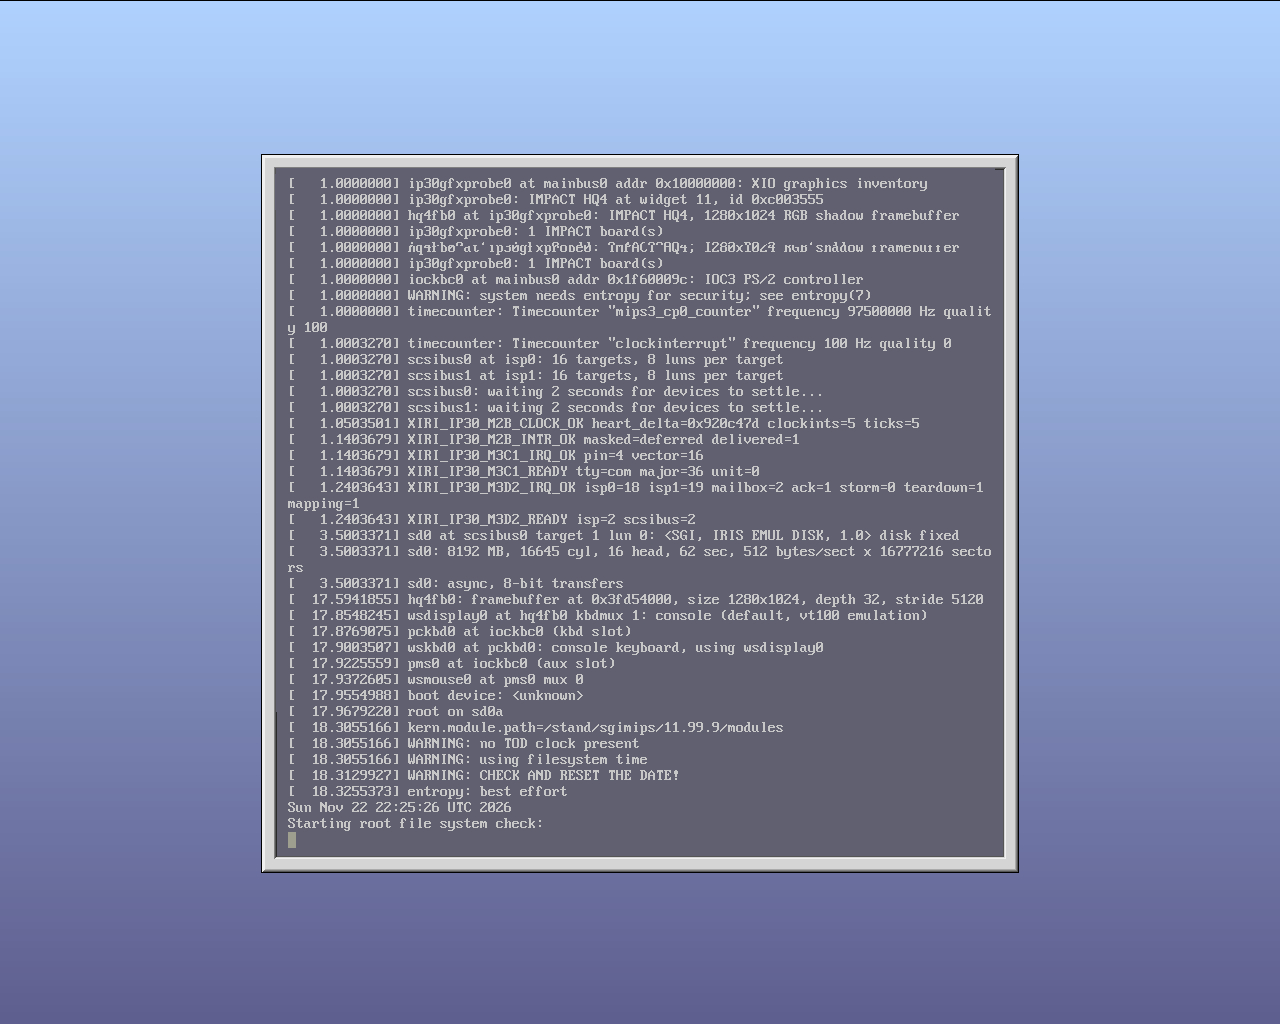 [   1.0000000] ip30gfxprobe0 at mainbus0 addr 0x10000000: XIO graphics inventory
[   1.0000000] ip30gfxprobe0: IMPACT HQ4 at widget 11, id 0xc003555
[   1.0000000] hq4fb0 at ip30gfxprobe0: IMPACT HQ4, 1280x1024 RGB shadow framebuffer
[   1.0000000] ip30gfxprobe0: 1 IMPACT board(s)
[   1.0000000] hq4fb0 at ip30gfxprobe0: IMPACT HQ4, 1280x1024 RGB shadow framebuffer
[   1.0000000] ip30gfxprobe0: 1 IMPACT board(s)
[   1.0000000] iockbc0 at mainbus0 addr 0x1f60009c: IOC3 PS/2 controller
[   1.0000000] WARNING: system needs entropy for security; see entropy(7)
[   1.0000000] timecounter: Timecounter "mips3_cp0_counter" frequency 97500000 Hz qualit
y 100
[   1.0003270] timecounter: Timecounter "clockinterrupt" frequency 100 Hz quality 0
[   1.0003270] scsibus0 at isp0: 16 targets, 8 luns per target
[   1.0003270] scsibus1 at isp1: 16 targets, 8 luns per target
[   1.0003270] scsibus0: waiting 2 seconds for devices to settle...
[   1.0003270] scsibus1: waiting 2 seconds for devices to settle...
[   1.0503501] XIRI_IP30_M2B_CLOCK_OK heart_delta=0x920c47d clockints=5 ticks=5
[   1.1403679] XIRI_IP30_M2B_INTR_OK masked=deferred delivered=1
[   1.1403679] XIRI_IP30_M3C1_IRQ_OK pin=4 vector=16
[   1.1403679] XIRI_IP30_M3C1_READY tty=com major=36 unit=0
[   1.2403643] XIRI_IP30_M3D2_IRQ_OK isp0=18 isp1=19 mailbox=2 ack=1 storm=0 teardown=1
mapping=1
[   1.2403643] XIRI_IP30_M3D2_READY isp=2 scsibus=2
[   3.5003371] sd0 at scsibus0 target 1 lun 0: <SGI, IRIS EMUL DISK, 1.0> disk fixed
[   3.5003371] sd0: 8192 MB, 16645 cyl, 16 head, 62 sec, 512 bytes/sect x 16777216 secto
rs
[   3.5003371] sd0: async, 8-bit transfers
[  17.5941855] hq4fb0: framebuffer at 0x3fd54000, size 1280x1024, depth 32, stride 5120
[  17.8548245] wsdisplay0 at hq4fb0 kbdmux 1: console (default, vt100 emulation)
[  17.8769075] pckbd0 at iockbc0 (kbd slot)
[  17.9003507] wskbd0 at pckbd0: console keyboard, using wsdisplay0
[  17.9225559] pms0 at iockbc0 (aux slot)
[  17.9372605] wsmouse0 at pms0 mux 0
[  17.9554988] boot device: <unknown>
[  17.9679220] root on sd0a
[  18.3055166] kern.module.path=/stand/sgimips/11.99.9/modules
[  18.3055166] WARNING: no TOD clock present
[  18.3055166] WARNING: using filesystem time
[  18.3129927] WARNING: CHECK AND RESET THE DATE!
[  18.3255373] entropy: best effort
Sun Nov 22 22:25:26 UTC 2026
Starting root file system check: